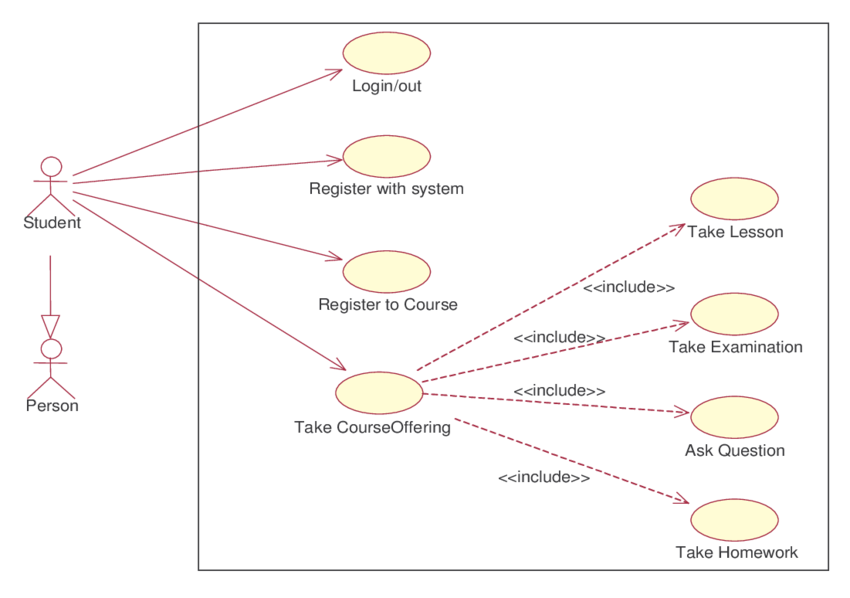 Login/out
Register with system
Student
Take Lesson
<<include>>
Register to Course
<<include>>
Take Examination
<<include>>
Person
Take CourseOffering
Ask Question
<<include>>
Take Homework